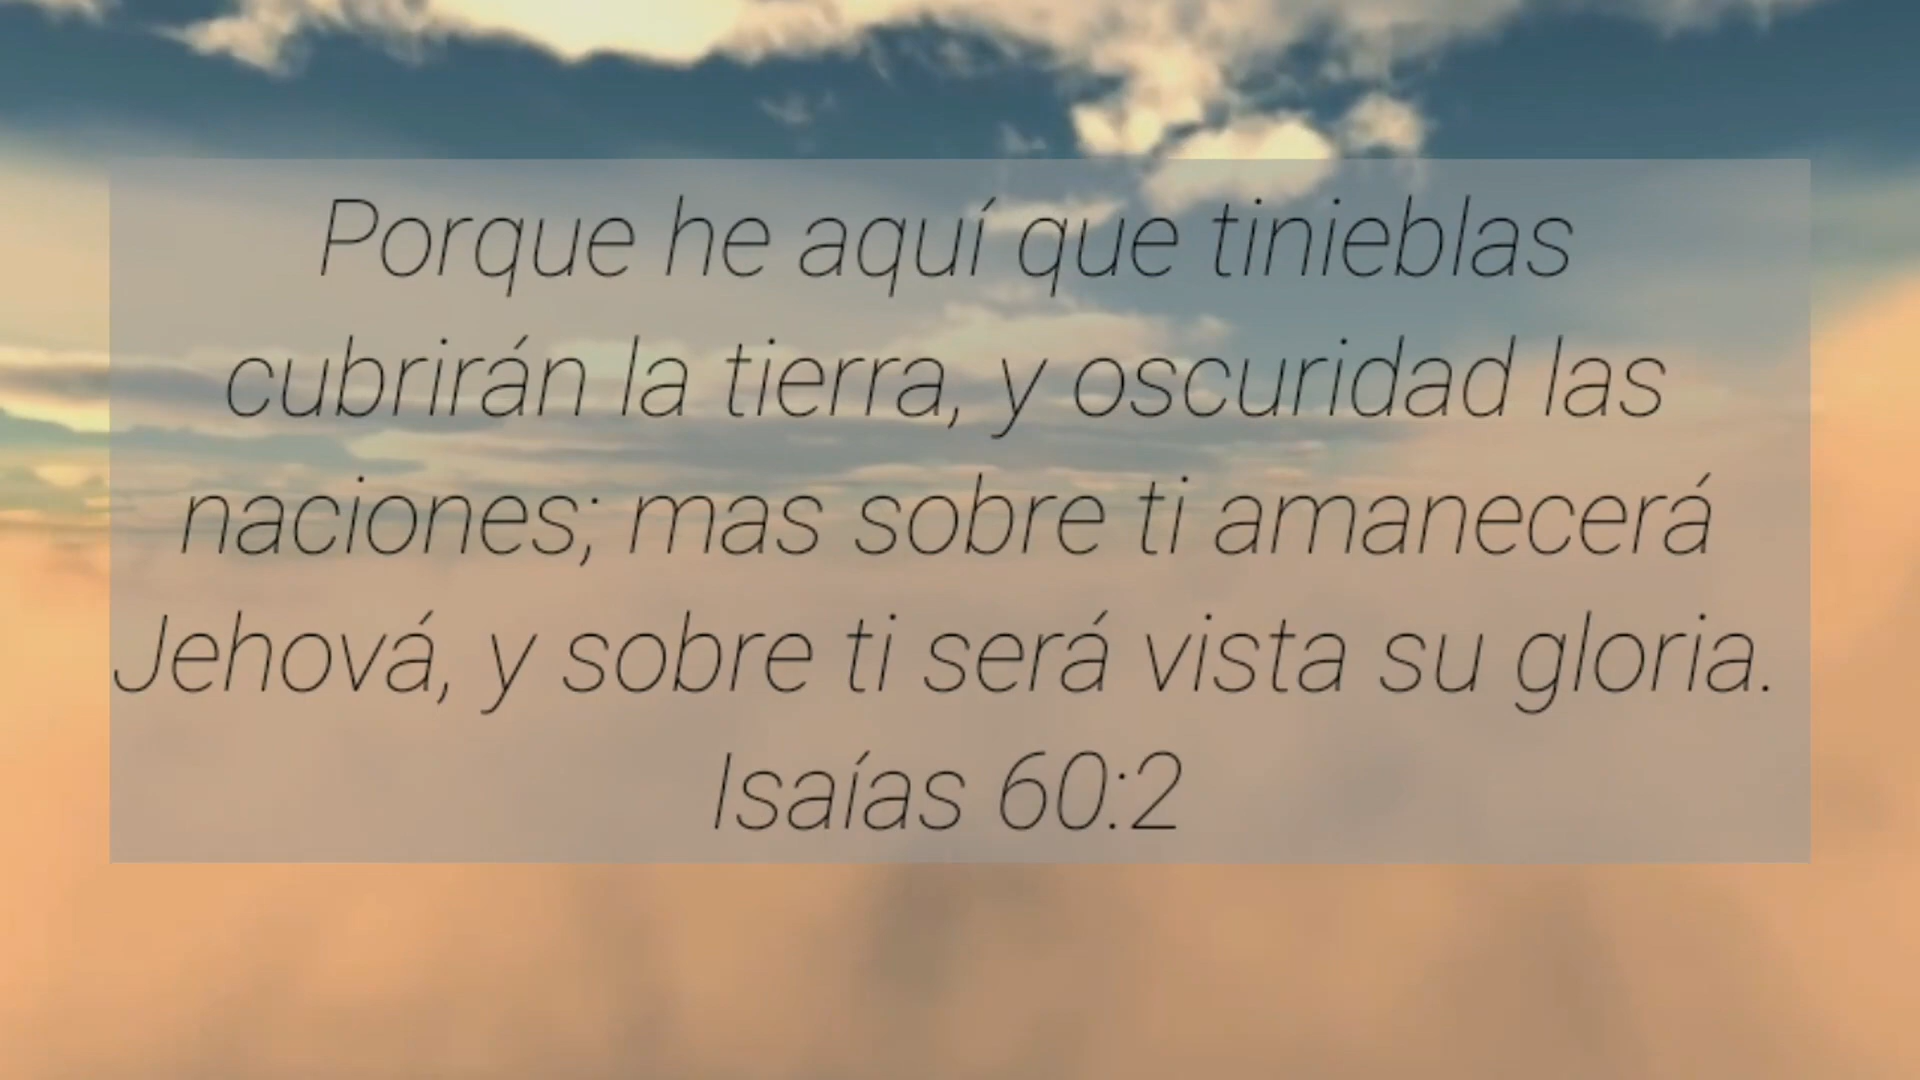 Porque he aquí que tinieblas
cubrirán la tierra, y oscuridad las
naciones; mas sobre ti amanecerá
Jehová, y sobre ti será vista su gloria.
Isaías 60:2